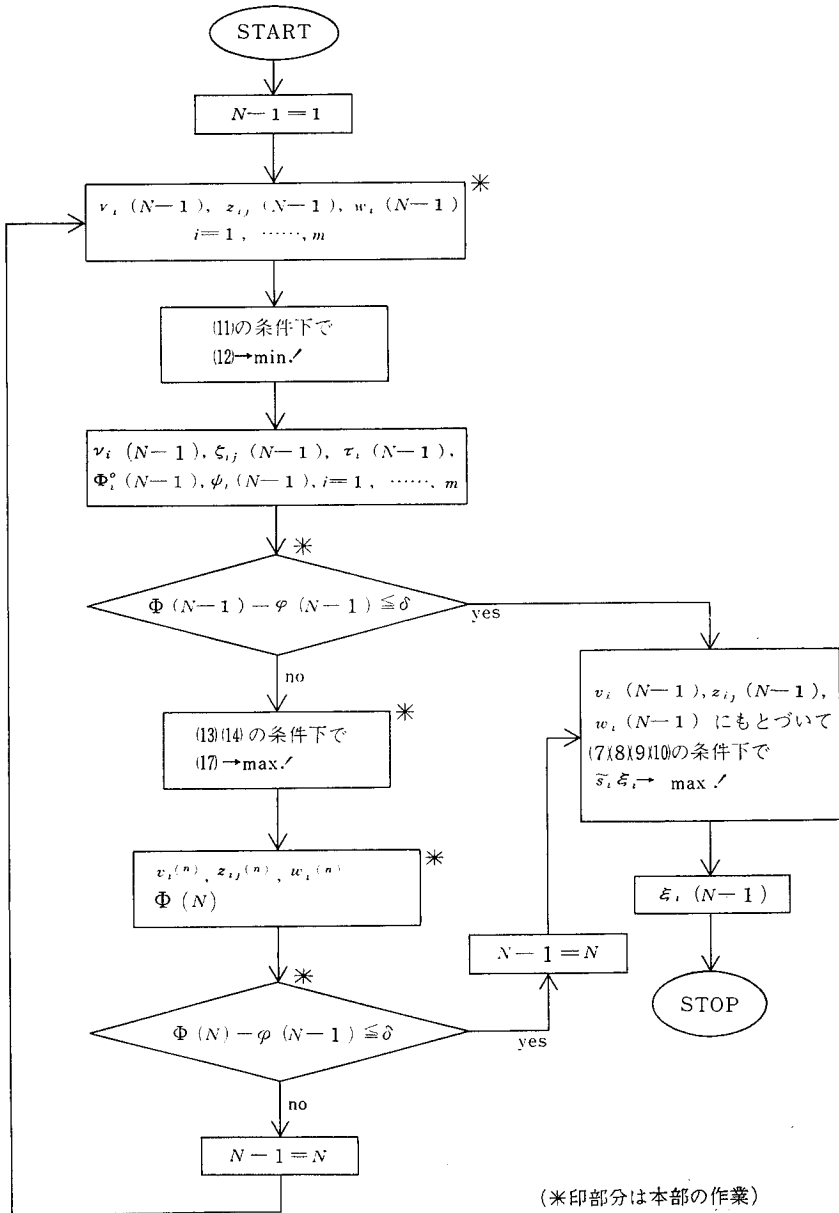 START
N−1＝1
＊
v_i (N−1), z_ij (N−1), w_i (N−1)
i＝1, ……, m
(11)の条件下で
(12)→min.!
ν_i (N−1), ζ_ij (N−1), τ_i (N−1),
Φ_i^o (N−1), ψ_i (N−1), i＝1, ……, m
＊
Φ (N−1)−φ (N−1)≦δ
yes
no
＊
(13)(14)の条件下で
(17)→max.!
＊
v_i^(n), z_ij^(n), w_i^(n)
Φ (N)
＊
Φ (N)−φ (N−1)≦δ
yes
no
N−1＝N
N−1＝N
v_i (N−1), z_ij (N−1),
w_i (N−1) にもとづいて
(7)(8)(9)(10)の条件下で
s̃_i ξ_i→ max.!
ξ_i (N−1)
STOP
(＊印部分は本部の作業)